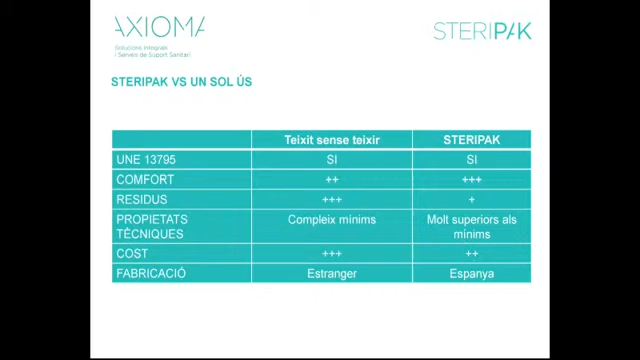 AXIOMA
Solucions Integrals
i Serveis de Suport Sanitari
STERIPAK
STERIPAK VS UN SOL ÚS
Teixit sense teixir STERIPAK
UNE 13795 SI SI
COMFORT ++ +++
RESIDUS +++ +
PROPIETATS TÈCNIQUES Compleix mínims Molt superiors als mínims
COST +++ ++
FABRICACIÓ Estranger Espanya